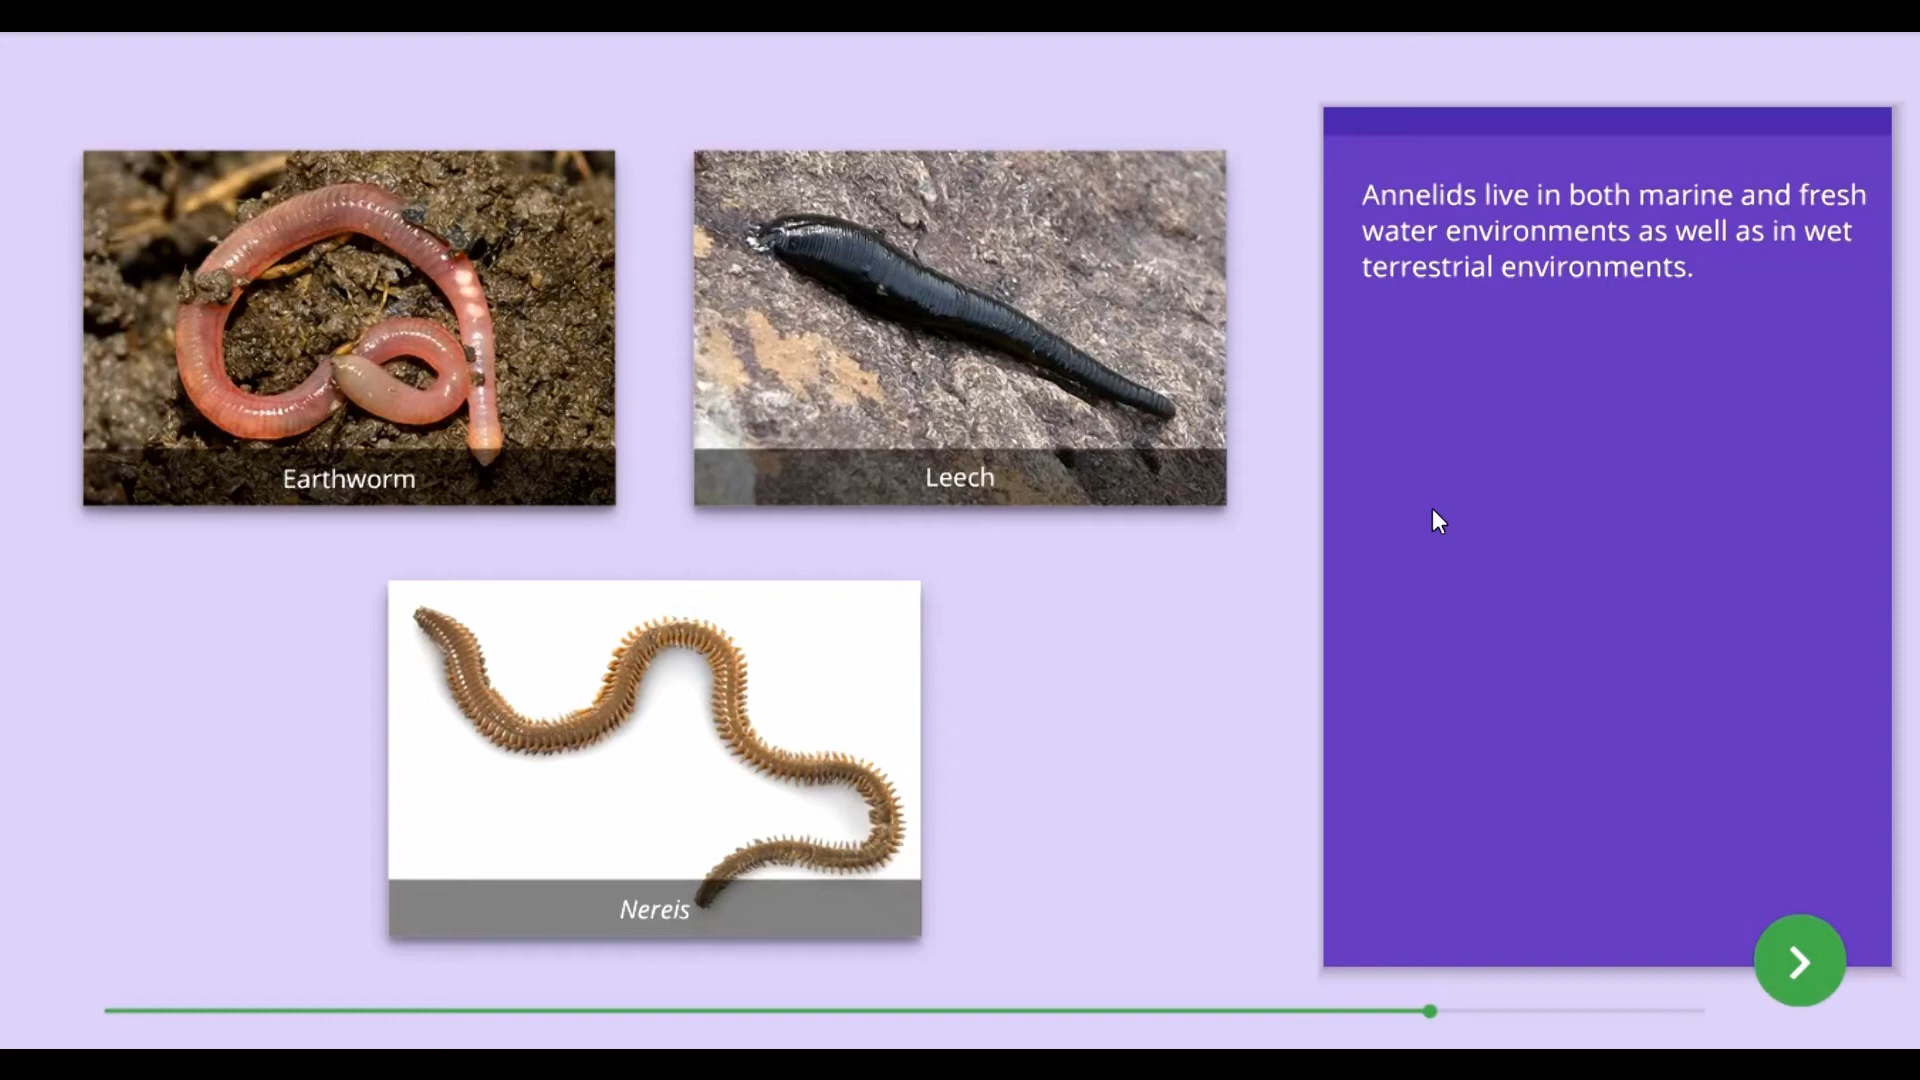 Earthworm
Leech
Nereis
Annelids live in both marine and fresh
water environments as well as in wet
terrestrial environments.